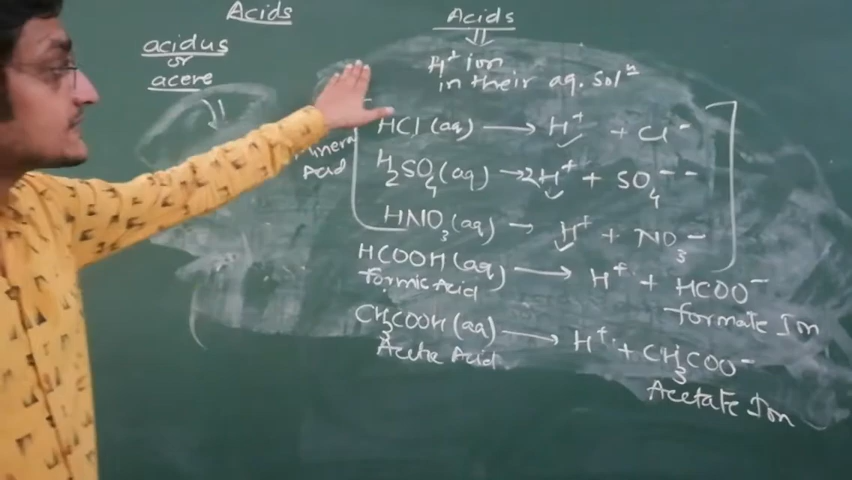 Acids
acidus
or
acere
Acids
H+ ion
in their aq. solⁿ
Mineral
Acid
HCl (aq) → H⁺ + Cl⁻
H₂SO₄ (aq) → 2H⁺ + SO₄⁻⁻
HNO₃ (aq) → H⁺ + NO₃⁻
HCOOH (aq) → H⁺ + HCOO⁻
Formic Acid
Formate Ion
CH₃COOH (aq) → H⁺ + CH₃COO⁻
Acetic Acid
Acetate Ion